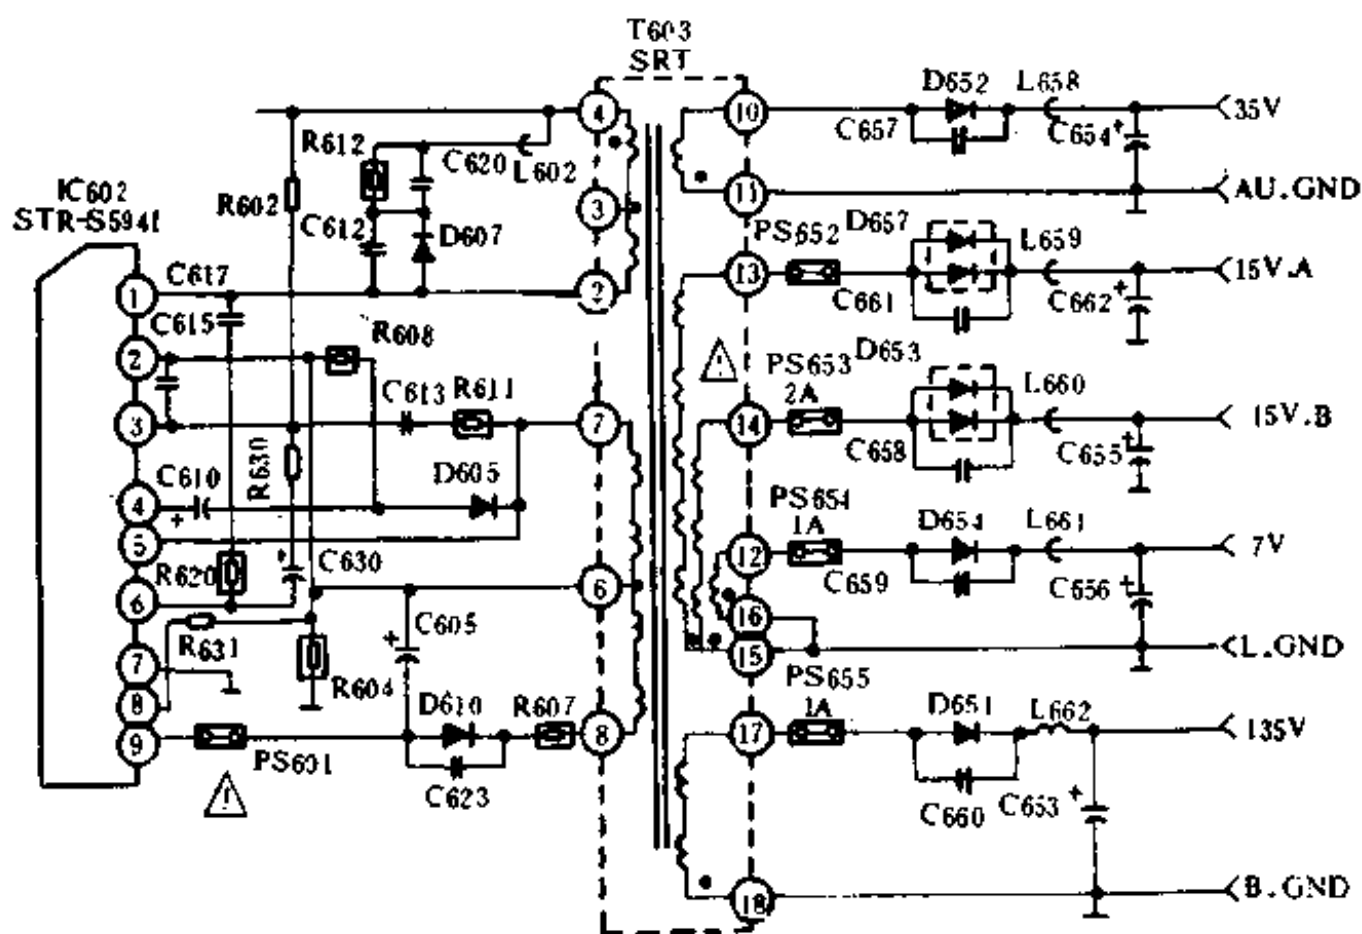 T603
SRT
IC602
STR-S5941
R612
C620
L602
R602
C612
D607
C617
C615
R608
C613
R611
R630
D605
C610
R620
C630
C605
R631
R604
D610
R607
PS601
C623
1
2
3
4
5
6
7
8
9
4
3
2
7
6
8
10
11
13
14
12
16
15
17
18
D652
L658
C657
C654
+
35V
AU.GND
PS652
D657
L659
C661
C662
+
15V.A
PS653
2A
D653
L660
C658
C655
+
15V.B
PS654
1A
D654
L661
C659
C656
+
7V
L.GND
PS655
1A
D651
L662
C660
C653
+
135V
B.GND
+
+
+
!
!